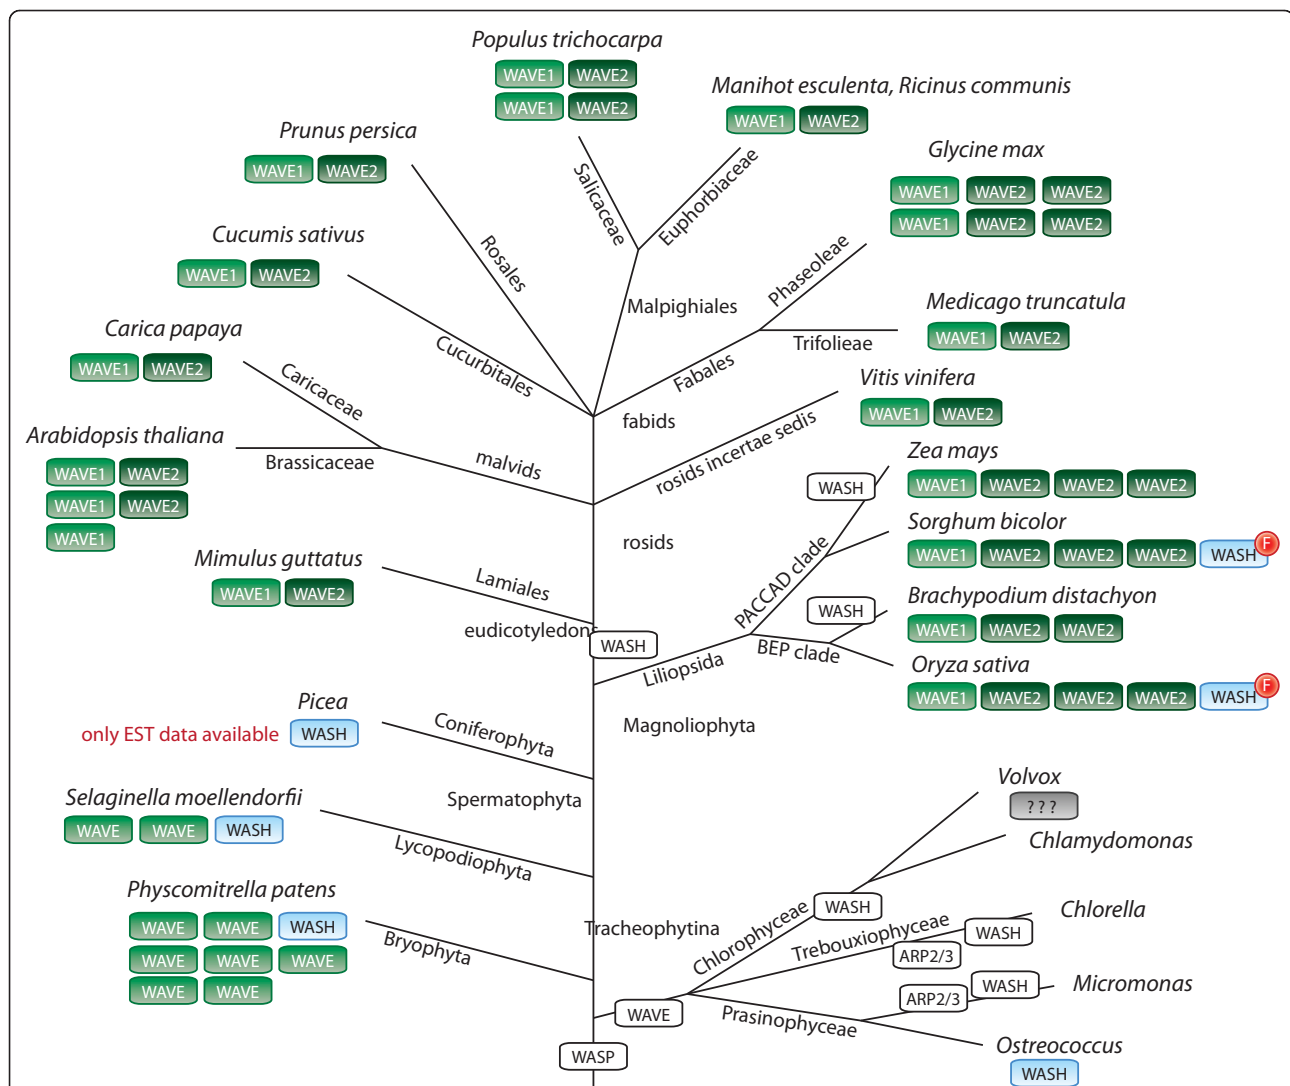 Populus trichocarpa
WAVE1 WAVE2
WAVE1 WAVE2
Manihot esculenta, Ricinus communis
WAVE1 WAVE2
Prunus persica
WAVE1 WAVE2
Glycine max
WAVE1 WAVE2 WAVE2
WAVE1 WAVE2 WAVE2
Salicaceae
Euphorbiaceae
Cucumis sativus
WAVE1 WAVE2
Rosales
Phaseoleae
Malpighiales
Medicago truncatula
WAVE1 WAVE2
Trifolieae
Carica papaya
WAVE1 WAVE2
Cucurbitales
Caricaceae
Fabales
Vitis vinifera
WAVE1 WAVE2
fabids
Arabidopsis thaliana
WAVE1 WAVE2
WAVE1 WAVE2
WAVE1
Brassicaceae
malvids
rosids incertae sedis
Zea mays
WASH
WAVE1 WAVE2 WAVE2 WAVE2
rosids
Sorghum bicolor
WAVE1 WAVE2 WAVE2 WAVE2 WASH F
PACCAD clade
Mimulus guttatus
WAVE1 WAVE2
Lamiales
eudicotyledons
WASH
WASH
Brachypodium distachyon
WAVE1 WAVE2 WAVE2
BEP clade
Liliopsida
Oryza sativa
WAVE1 WAVE2 WAVE2 WAVE2 WASH F
Picea
only EST data available WASH
Coniferophyta
Magnoliophyta
Spermatophyta
Selaginella moellendorfii
WAVE WAVE WASH
Lycopodiophyta
Volvox
? ? ?
Chlamydomonas
Physcomitrella patens
WAVE WAVE WASH
WAVE WAVE WAVE
WAVE WAVE
Bryophyta
Tracheophytina
Chlorophyceae
WASH
Chlorella
Trebouxiophyceae
WASH
ARP2/3
Micromonas
WASH
ARP2/3
WAVE
Prasinophyceae
Ostreococcus
WASH
WASP